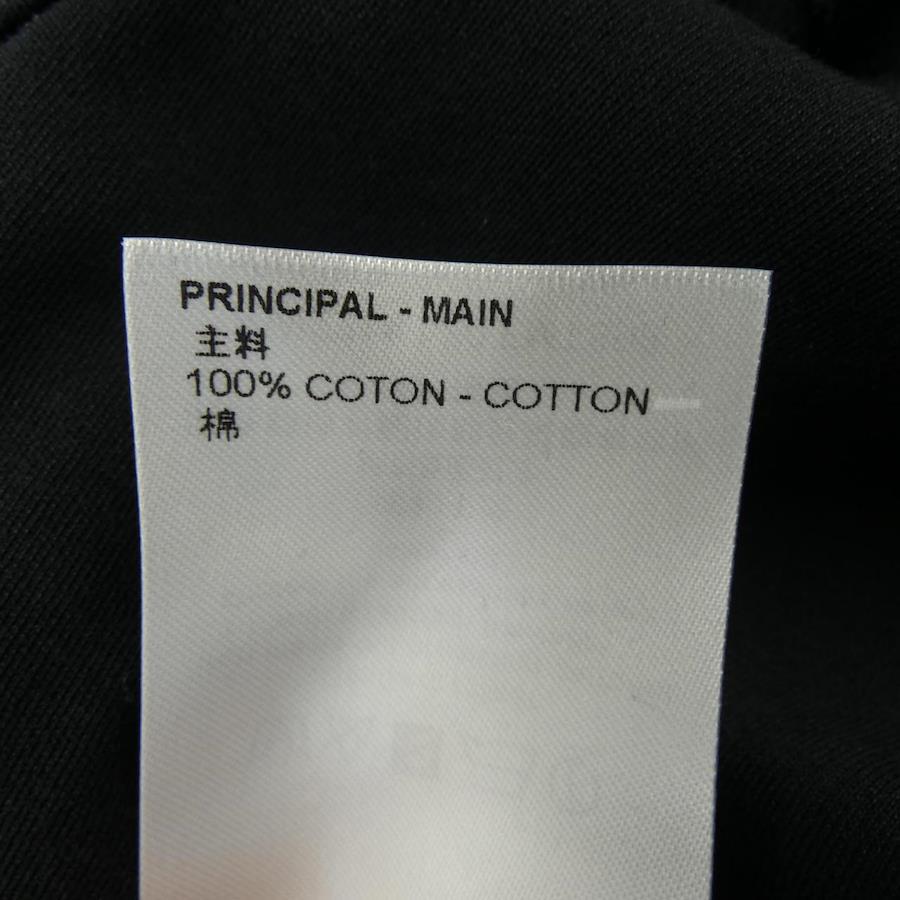 PRINCIPAL - MAIN
主料
100% COTON - COTTON
棉